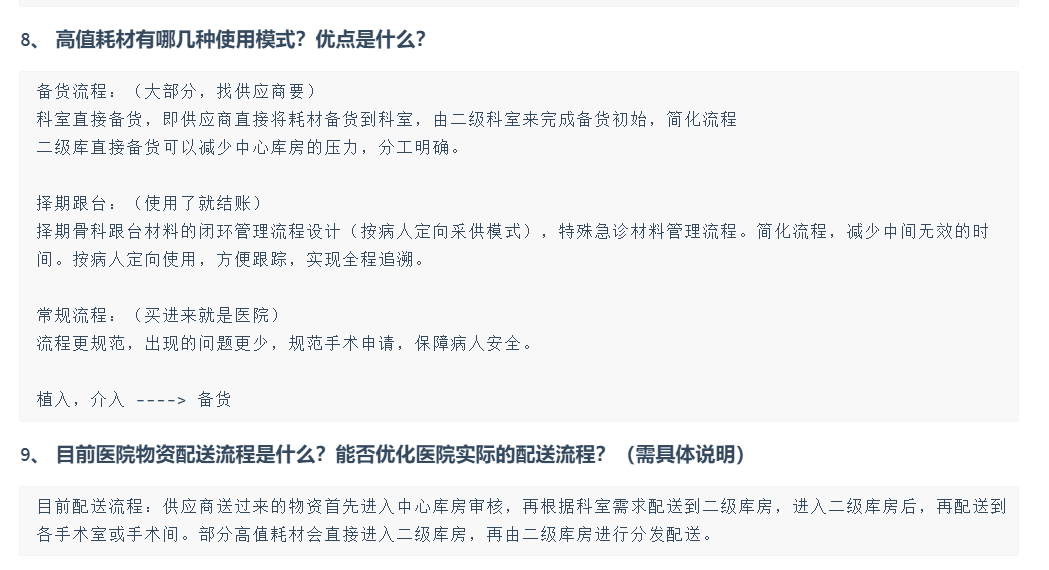 8、 高值耗材有哪几种使用模式？优点是什么？
备货流程：（大部分，找供应商要）
科室直接备货，即供应商直接将耗材备货到科室，由二级科室来完成备货初始，简化流程
二级库直接备货可以减少中心库房的压力，分工明确。
择期跟台：（使用了就结账）
择期骨科跟台材料的闭环管理流程设计（按病人定向采供模式），特殊急诊材料管理流程。简化流程，减少中间无效的时
间。按病人定向使用，方便跟踪，实现全程追溯。
常规流程：（买进来就是医院）
流程更规范，出现的问题更少，规范手术申请，保障病人安全。
植入，介入 ----> 备货
9、 目前医院物资配送流程是什么？能否优化医院实际的配送流程？（需具体说明）
目前配送流程：供应商送过来的物资首先进入中心库房审核，再根据科室需求配送到二级库房，进入二级库房后，再配送到
各手术室或手术间。部分高值耗材会直接进入二级库房，再由二级库房进行分发配送。